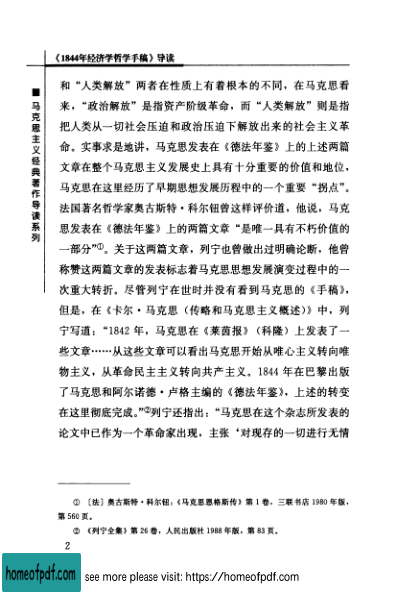 《1844年经济学哲学手稿》导读
■马克思主义经典著作导读系列
和“人类解放”两者在性质上有着根本的不同，在马克思看
来，“政治解放”是指资产阶级革命，而“人类解放”则是指
把人类从一切社会压迫和政治压迫下解放出来的社会主义革
命。实事求是地讲，马克思发表在《德法年鉴》上的上述两篇
文章在整个马克思主义发展史上具有十分重要的价值和地位，
马克思在这里经历了早期思想发展历程中的一个重要“拐点”。
法国著名哲学家奥古斯特·科尔钮曾这样评价道，他说，马克
思发表在《德法年鉴》上的两篇文章“是唯一具有不朽价值的
一部分”①。关于这两篇文章，列宁也曾做出过明确论断，他曾
称赞这两篇文章的发表标志着马克思思想发展演变过程中的一
次重大转折。尽管列宁在世时并没有看到马克思的《手稿》，
但是，在《卡尔·马克思（传略和马克思主义概述）》中，列
宁写道：“1842 年，马克思在《莱茵报》（科隆）上发表了一
些文章……从这些文章可以看出马克思开始从唯心主义转向唯
物主义，从革命民主主义转向共产主义。1844 年在巴黎出版
了马克思和阿尔诺德·卢格主编的《德法年鉴》，上述的转变
在这里彻底完成。”②列宁还指出：“马克思在这个杂志所发表的
论文中已作为一个革命家出现，主张‘对现存的一切进行无情
① 〔法〕奥古斯特·科尔钮：《马克思恩格斯传》第 1 卷，三联书店 1980 年版，
第 560 页。
② 《列宁全集》第 26 卷，人民出版社 1988 年版，第 83 页。
2
homeofpdf.com
see more please visit: https://homeofpdf.com